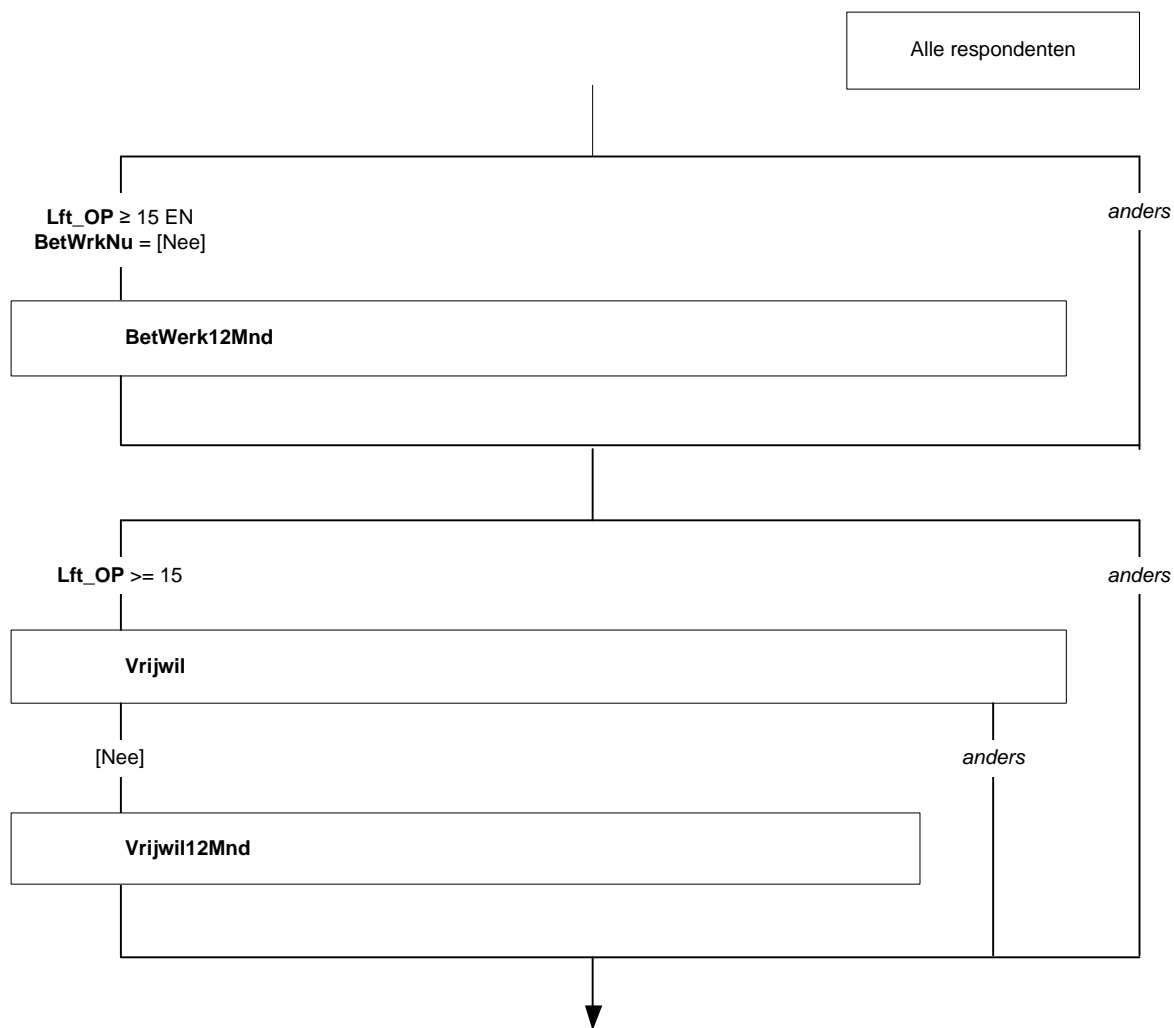 Alle respondenten
Lft_OP ≥ 15 EN
BetWrkNu = [Nee]
anders
BetWerk12Mnd
Lft_OP >= 15
anders
Vrijwil
[Nee]
anders
Vrijwil12Mnd